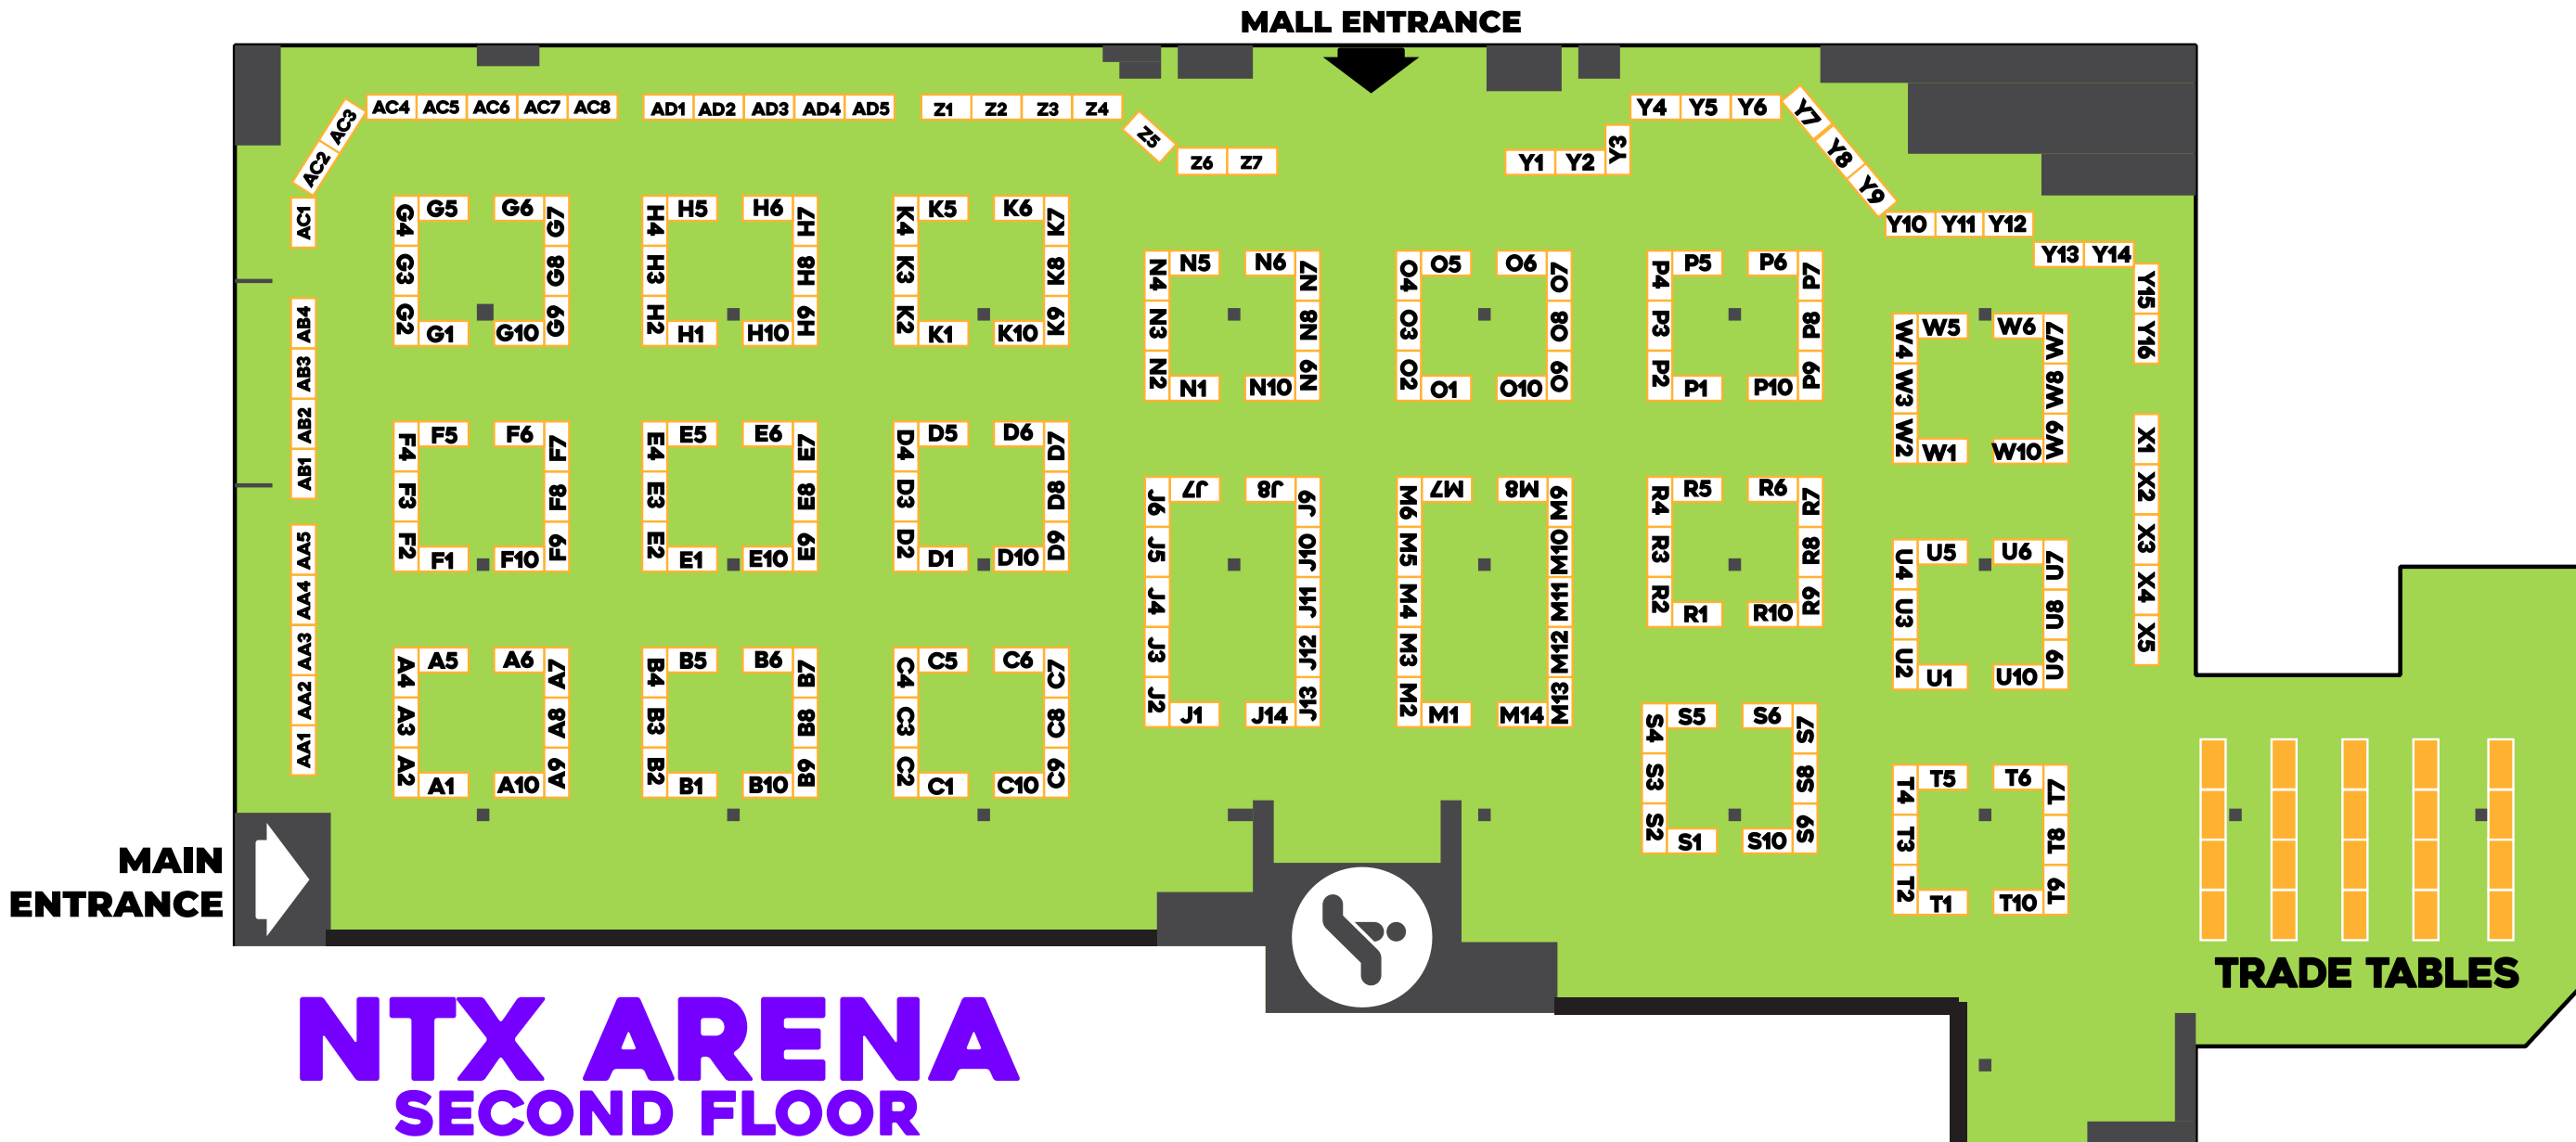 MALL ENTRANCE
AC4 AC5 AC6 AC7 AC8 AD1 AD2 AD3 AD4 AD5 Z1 Z2 Z3 Z4 Y4 Y5 Y6 Y7
AC3 Z5 Y3 Y8
AC2 Z6 Z7 Y1 Y2 Y9
AC1 G4 G5 G6 G7 H4 H5 H6 H7 K4 K5 K6 K7 Y10 Y11 Y12
G3 G8 H3 H8 K3 K8 N4 N5 N6 N7 O4 O5 O6 O7 P4 P5 P6 P7 Y13 Y14
Y15
AB4 G2 G1 G10 G9 H2 H1 H10 H9 K2 K1 K10 K9 N3 N8 O3 O8 P3 P8 W4 W5 W6 W7 Y16
AB3 N2 N1 N10 N9 O2 O1 O10 O9 P2 P1 P10 P9 W3 W8
AB2 F4 F5 F6 F7 E4 E5 E6 E7 D4 D5 D6 D7 W2 W1 W10 W9 X1
AB1 F3 F8 E3 E8 D3 D8 J6 J7 J8 J9 M6 M7 M8 M9 R4 R5 R6 R7 X2
AA5 F2 F1 F10 F9 E2 E1 E10 E9 D2 D1 D10 D9 J5 J10 M5 M10 R3 R8 U4 U5 U6 U7 X3
AA4 J4 J11 M4 M11 R2 R1 R10 R9 U3 U8 X4
AA3 A4 A5 A6 A7 B4 B5 B6 B7 C4 C5 C6 C7 J3 J12 M3 M12 U2 U1 U10 U9 X5
AA2 A3 A8 B3 B8 C3 C8 J2 J1 J14 J13 M2 M1 M14 M13 S4 S5 S6 S7
AA1 A2 A1 A10 A9 B2 B1 B10 B9 C2 C1 C10 C9 S3 S8 T4 T5 T6 T7
S2 S1 S10 S9 T3 T8
T2 T1 T10 T9
MAIN
ENTRANCE
TRADE TABLES
NTX ARENA
SECOND FLOOR